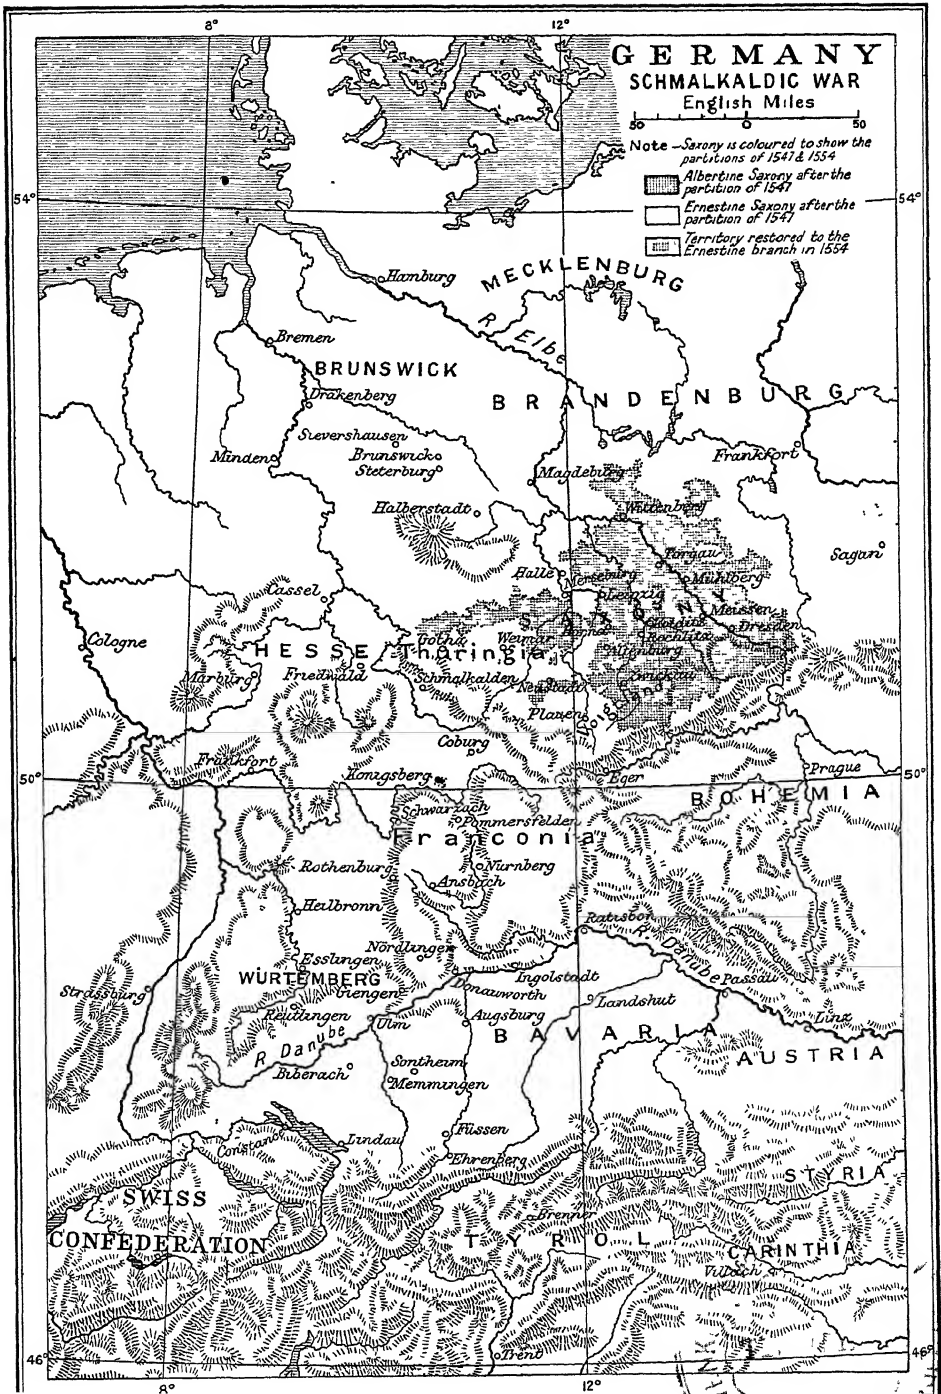 8° 12°
GERMANY
SCHMALKALDIC WAR
English Miles
50 0 50
Note - Saxony is coloured to show the
partitions of 1547 & 1554
Albertine Saxony after the
partition of 1547
Ernestine Saxony after the
partition of 1547
Territory restored to the
Ernestine branch in 1554
54° 54°
Hamburg
MECKLENBURG
R. Elbe
Bremen
BRUNSWICK
Drakenberg
BRANDENBURG
Sievershausen
Minden
Brunswick
Steterburg
Frankfort
Magdeburg
Halberstadt
Wittenberg
Sagan
Torgau
Halle
Merseburg
Mühlberg
Cassel
Leipzig
SAXONY
Meissen
Dresden
Colditz
Rochlitz
Cologne
Gotha
Weimar
Altenburg
HESSE
Thuringia
Marburg
Friedwald
Schmalkalden
Neustadt
Zwickau
Voigtland
Plauen
Coburg
Frankfort
Königsberg
Eger
Prague
50° 50°
BOHEMIA
Schwarzach
Pommersfelden
Franconia
Rothenburg
Nürnberg
Ansbach
Heilbronn
Ratisbon
R. Danube
Nördlingen
Esslingen
WÜRTEMBERG
Giengen
Ingolstadt
Donauworth
Passau
Strassburg
Landshut
Reutlingen
Ulm
Augsburg
BAVARIA
Linz
R. Danube
AUSTRIA
Biberach
Sontheim
Memmingen
Füssen
Constance
Lindau
Ehrenberg
STYRIA
SWISS
CONFEDERATION
Brenner
TYROL
CARINTHIA
Villach
Trent
46° 46°
8° 12°